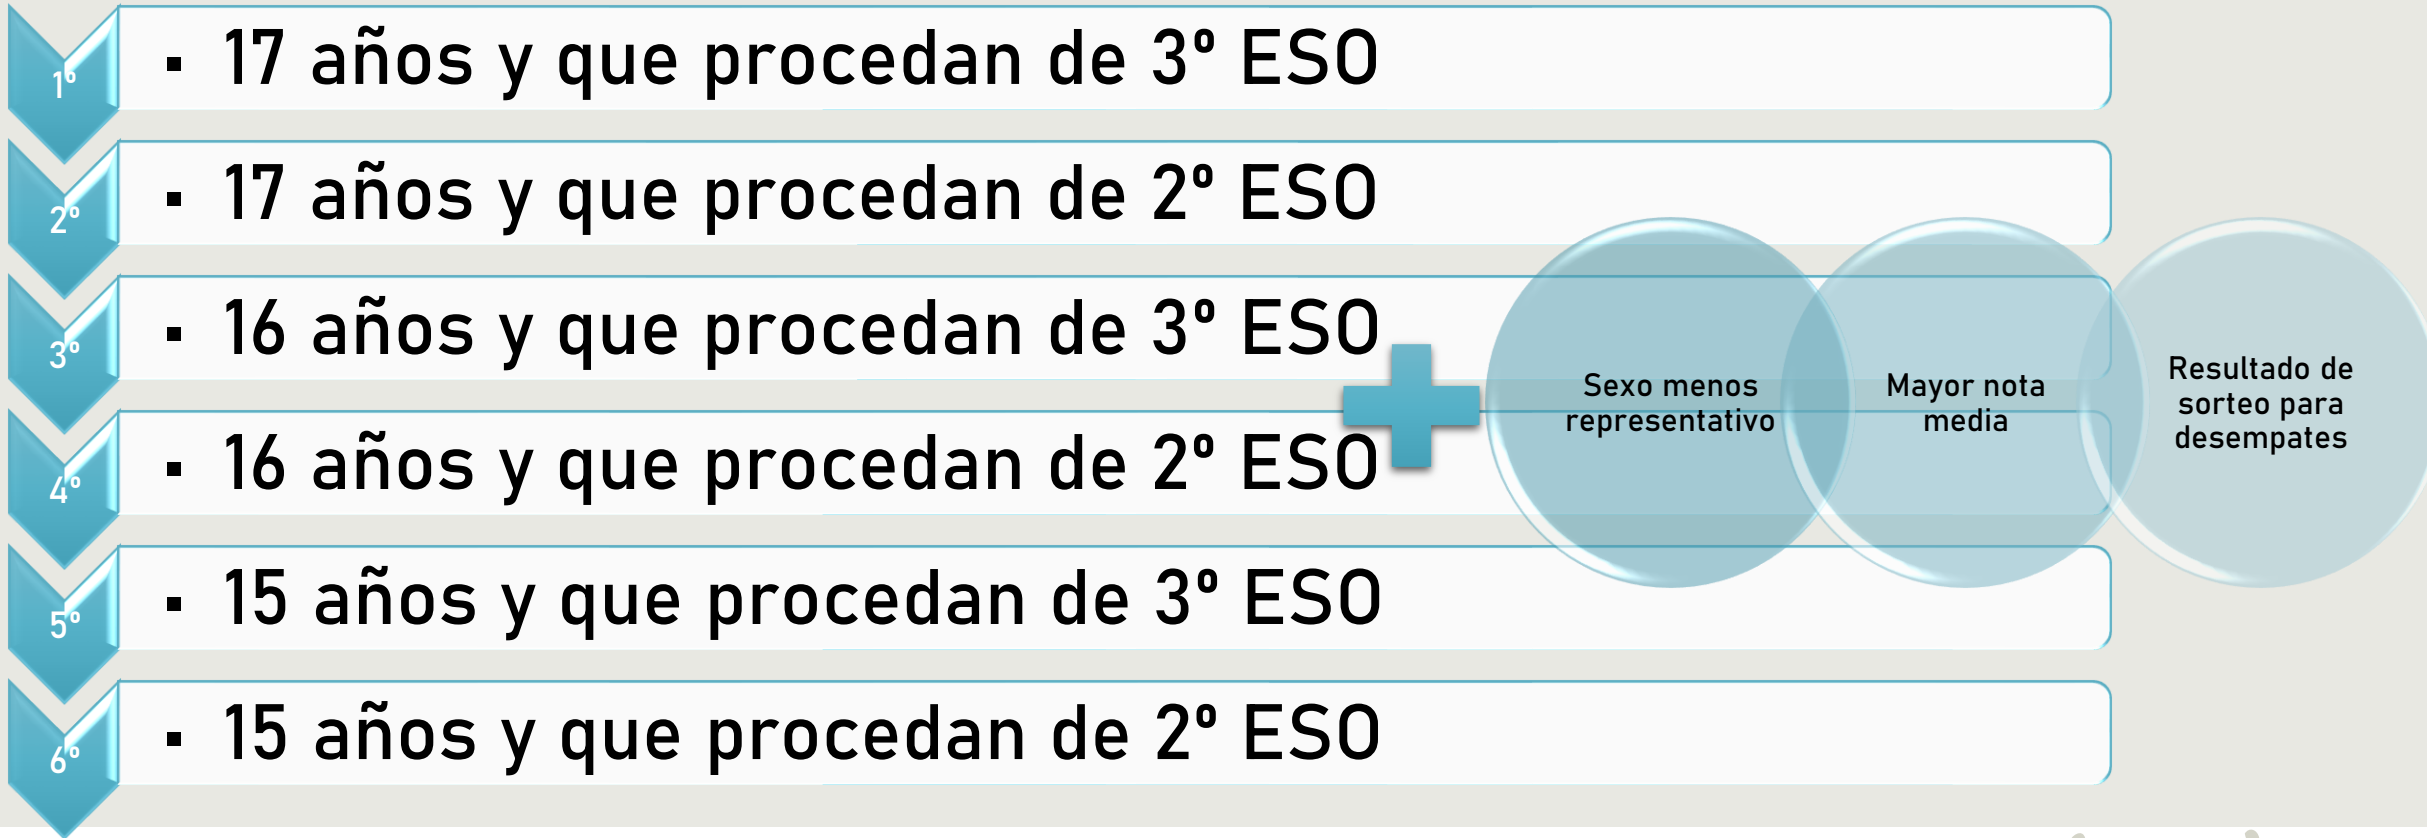 1º
▪ 17 años y que procedan de 3º ESO
2º
▪ 17 años y que procedan de 2º ESO
3º
▪ 16 años y que procedan de 3º ESO
4º
▪ 16 años y que procedan de 2º ESO
5º
▪ 15 años y que procedan de 3º ESO
6º
▪ 15 años y que procedan de 2º ESO
Sexo menos
representativo
Mayor nota
media
Resultado de
sorteo para
desempates